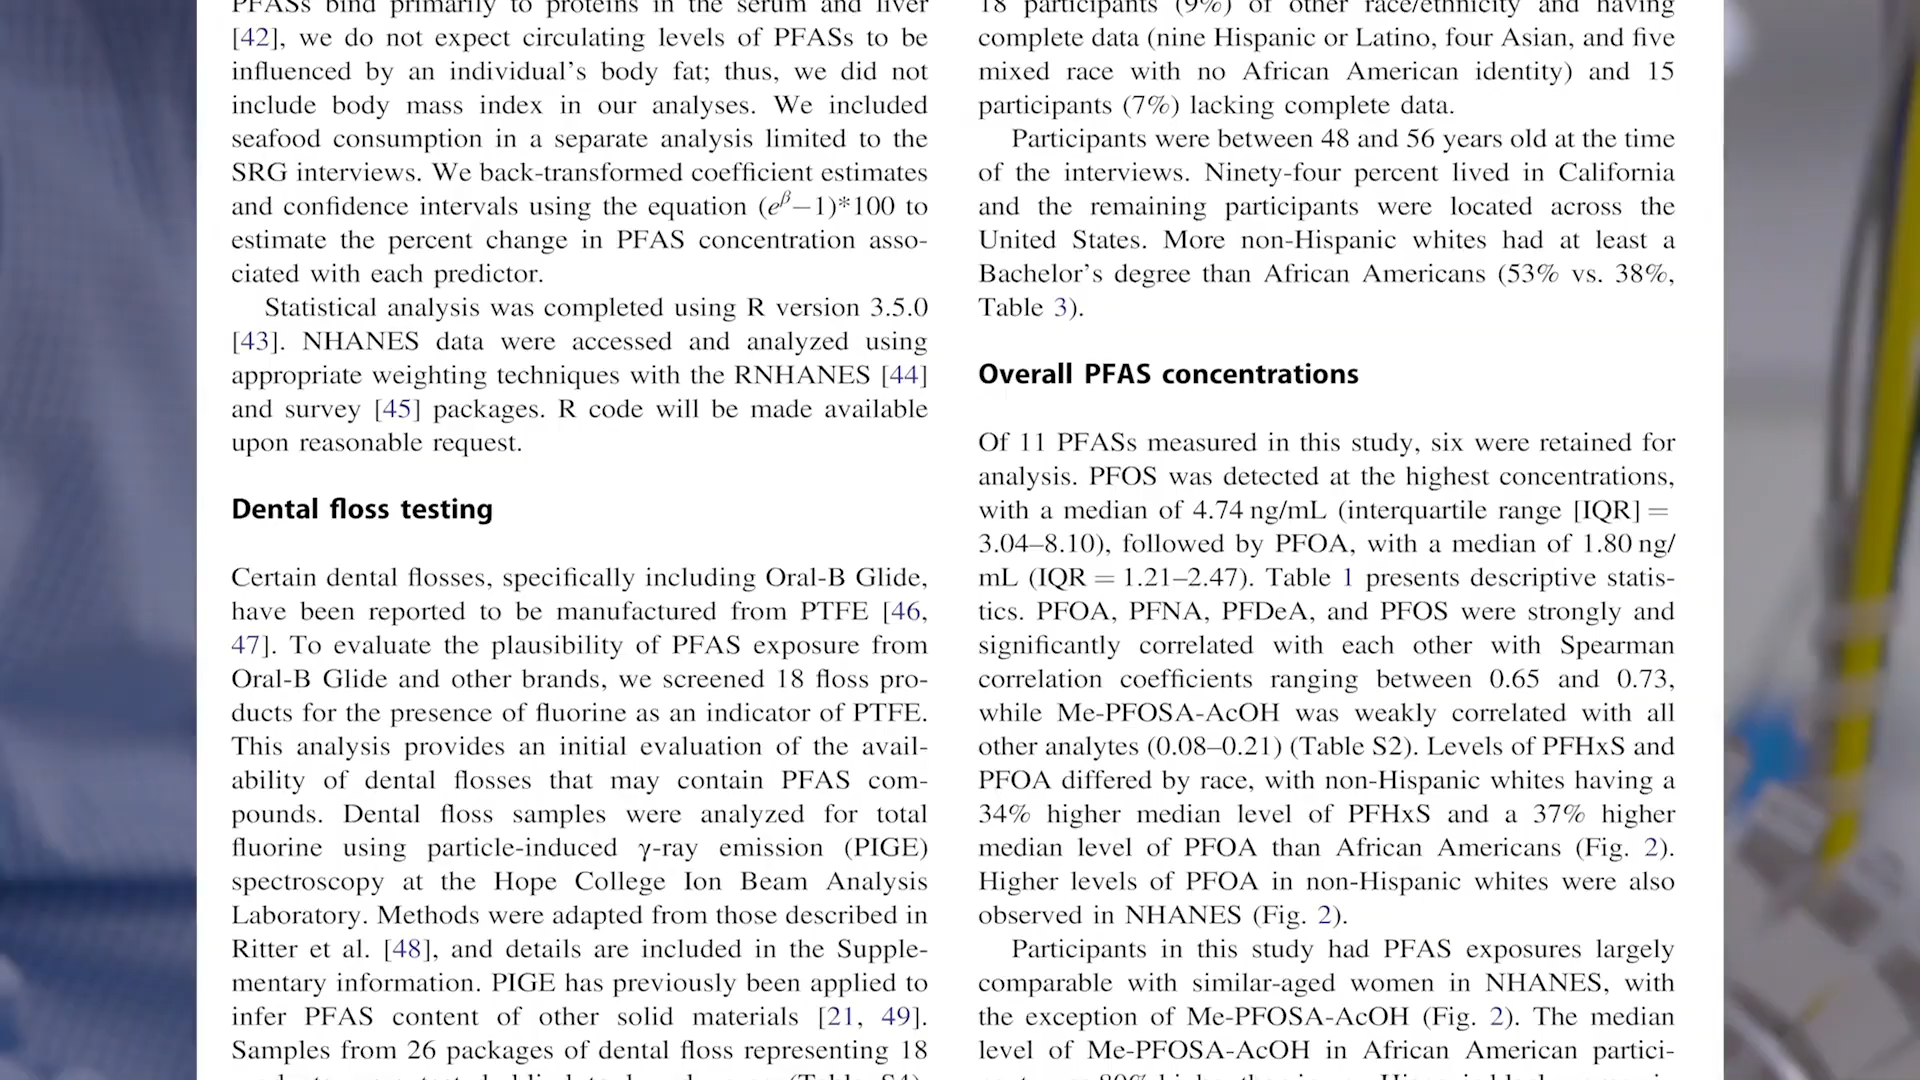 PFASs bind primarily to proteins in the serum and liver
[42], we do not expect circulating levels of PFASs to be
influenced by an individual's body fat; thus, we did not
include body mass index in our analyses. We included
seafood consumption in a separate analysis limited to the
SRG interviews. We back-transformed coefficient estimates
and confidence intervals using the equation (e^β−1)*100 to
estimate the percent change in PFAS concentration asso-
ciated with each predictor.
Statistical analysis was completed using R version 3.5.0
[43]. NHANES data were accessed and analyzed using
appropriate weighting techniques with the RNHANES [44]
and survey [45] packages. R code will be made available
upon reasonable request.
Dental floss testing
Certain dental flosses, specifically including Oral-B Glide,
have been reported to be manufactured from PTFE [46,
47]. To evaluate the plausibility of PFAS exposure from
Oral-B Glide and other brands, we screened 18 floss pro-
ducts for the presence of fluorine as an indicator of PTFE.
This analysis provides an initial evaluation of the avail-
ability of dental flosses that may contain PFAS com-
pounds. Dental floss samples were analyzed for total
fluorine using particle-induced γ-ray emission (PIGE)
spectroscopy at the Hope College Ion Beam Analysis
Laboratory. Methods were adapted from those described in
Ritter et al. [48], and details are included in the Supple-
mentary information. PIGE has previously been applied to
infer PFAS content of other solid materials [21, 49].
Samples from 26 packages of dental floss representing 18
18 participants (9%) of other race/ethnicity and having
complete data (nine Hispanic or Latino, four Asian, and five
mixed race with no African American identity) and 15
participants (7%) lacking complete data.
Participants were between 48 and 56 years old at the time
of the interviews. Ninety-four percent lived in California
and the remaining participants were located across the
United States. More non-Hispanic whites had at least a
Bachelor's degree than African Americans (53% vs. 38%,
Table 3).
Overall PFAS concentrations
Of 11 PFASs measured in this study, six were retained for
analysis. PFOS was detected at the highest concentrations,
with a median of 4.74 ng/mL (interquartile range [IQR] =
3.04–8.10), followed by PFOA, with a median of 1.80 ng/
mL (IQR = 1.21–2.47). Table 1 presents descriptive statis-
tics. PFOA, PFNA, PFDeA, and PFOS were strongly and
significantly correlated with each other with Spearman
correlation coefficients ranging between 0.65 and 0.73,
while Me-PFOSA-AcOH was weakly correlated with all
other analytes (0.08–0.21) (Table S2). Levels of PFHxS and
PFOA differed by race, with non-Hispanic whites having a
34% higher median level of PFHxS and a 37% higher
median level of PFOA than African Americans (Fig. 2).
Higher levels of PFOA in non-Hispanic whites were also
observed in NHANES (Fig. 2).
Participants in this study had PFAS exposures largely
comparable with similar-aged women in NHANES, with
the exception of Me-PFOSA-AcOH (Fig. 2). The median
level of Me-PFOSA-AcOH in African American partici-